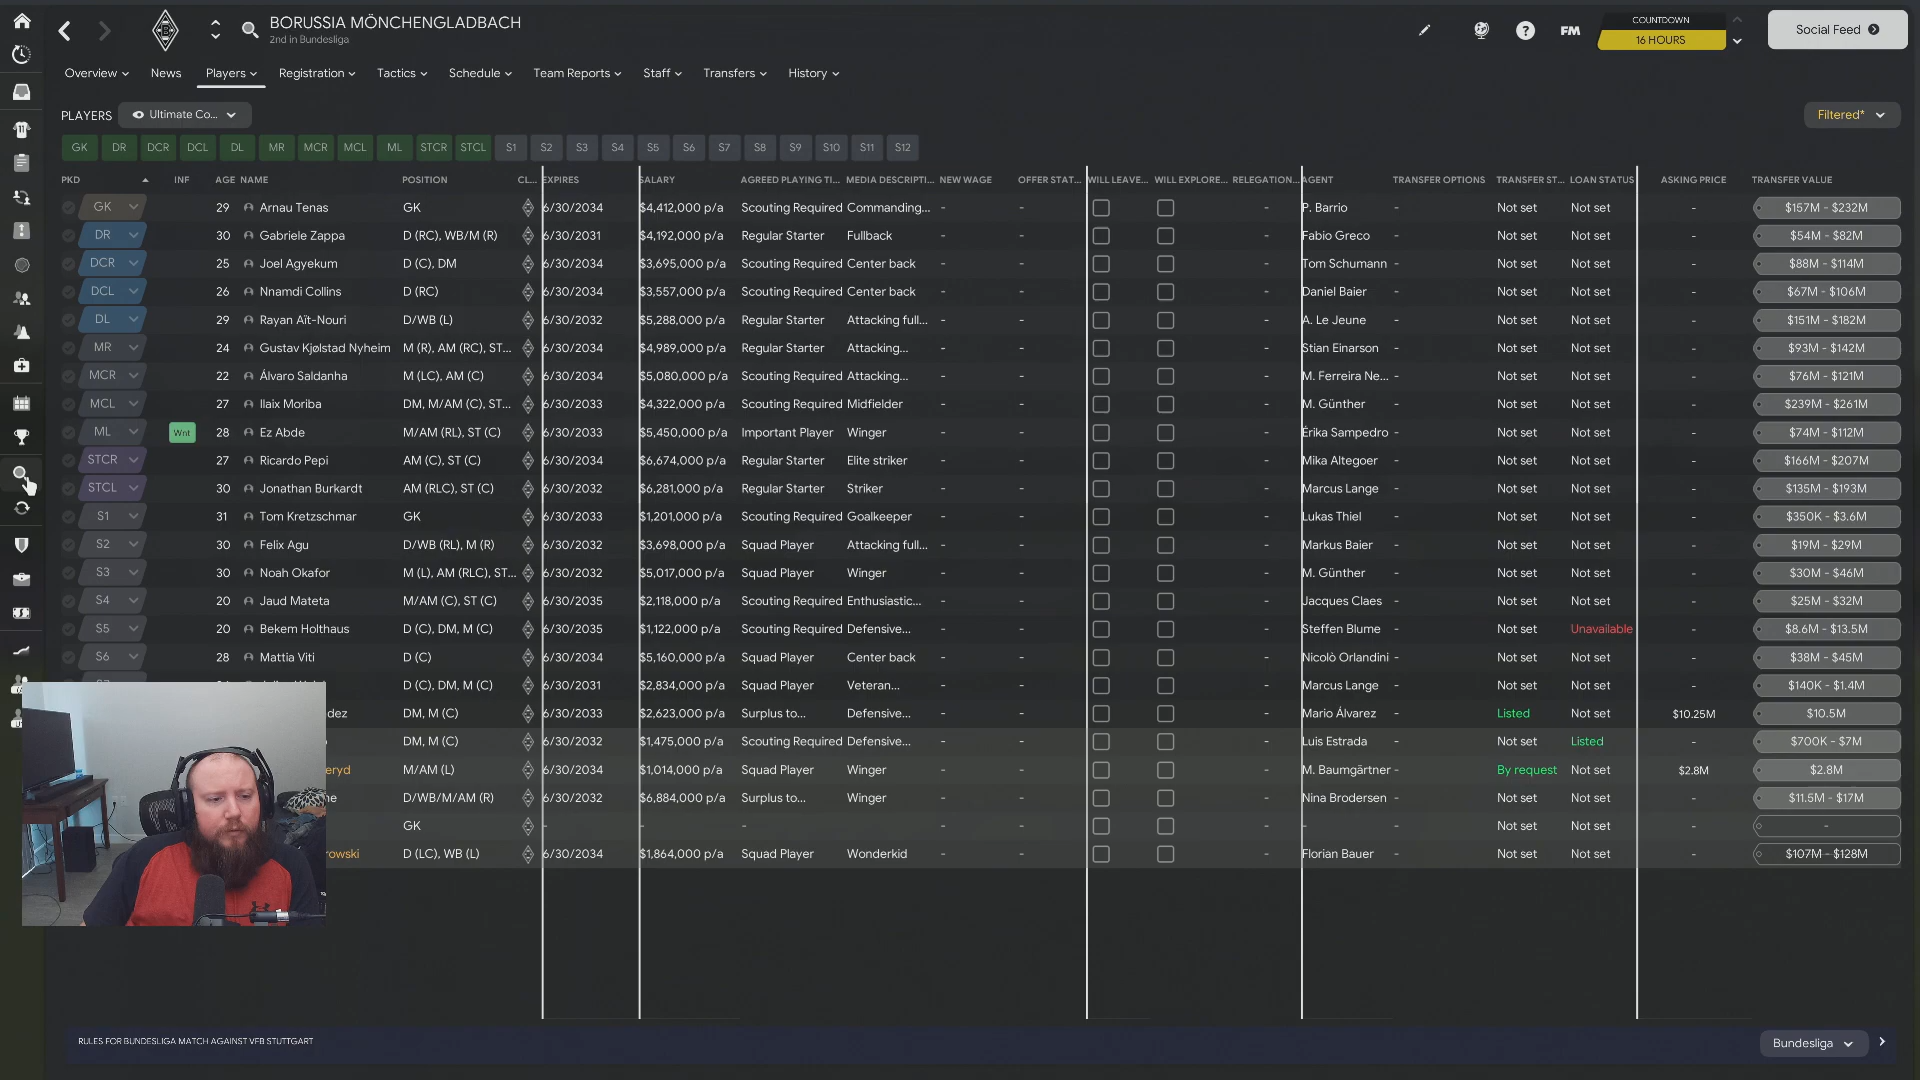 BORUSSIA MÖNCHENGLADBACH
2nd in Bundesliga
FM
COUNTDOWN
16 HOURS
Social Feed
Overview News Players Registration Tactics Schedule Team Reports Staff Transfers History
PLAYERS Ultimate Co... Filtered*
GK DR DCR DCL DL MR MCR MCL ML STCR STCL S1 S2 S3 S4 S5 S6 S7 S8 S9 S10 S11 S12
PKD INF AGE NAME POSITION CL... EXPIRES SALARY AGREED PLAYING TI... MEDIA DESCRIPTI... NEW WAGE OFFER STAT... WILL LEAVE... WILL EXPLORE... RELEGATION... AGENT TRANSFER OPTIONS TRANSFER ST... LOAN STATUS ASKING PRICE TRANSFER VALUE
GK 29 Arnau Tenas GK 6/30/2034 $4,412,000 p/a Scouting Required Commanding... - - - P. Barrio - Not set Not set - $157M - $232M
DR 30 Gabriele Zappa D (RC), WB/M (R) 6/30/2031 $4,192,000 p/a Regular Starter Fullback - - - Fabio Greco - Not set Not set - $54M - $82M
DCR 25 Joel Agyekum D (C), DM 6/30/2034 $3,695,000 p/a Scouting Required Center back - - - Tom Schumann - Not set Not set - $88M - $114M
DCL 26 Nnamdi Collins D (RC) 6/30/2034 $3,557,000 p/a Scouting Required Center back - - - Daniel Baier - Not set Not set - $67M - $106M
DL 29 Rayan Aït-Nouri D/WB (L) 6/30/2032 $5,288,000 p/a Regular Starter Attacking full... - - - A. Le Jeune - Not set Not set - $151M - $182M
MR 24 Gustav Kjølstad Nyheim M (R), AM (RC), ST... 6/30/2034 $4,989,000 p/a Regular Starter Attacking... - - - Stian Einarson - Not set Not set - $93M - $142M
MCR 22 Álvaro Saldanha M (LC), AM (C) 6/30/2034 $5,080,000 p/a Scouting Required Attacking... - - - M. Ferreira Ne... - Not set Not set - $76M - $121M
MCL 27 Ilaix Moriba DM, M/AM (C), ST... 6/30/2033 $4,322,000 p/a Scouting Required Midfielder - - - M. Günther - Not set Not set - $239M - $261M
ML Wnt 28 Ez Abde M/AM (RL), ST (C) 6/30/2033 $5,450,000 p/a Important Player Winger - - - Érika Sampedro - Not set Not set - $74M - $112M
STCR 27 Ricardo Pepi AM (C), ST (C) 6/30/2034 $6,674,000 p/a Regular Starter Elite striker - - - Mika Altegoer - Not set Not set - $166M - $207M
STCL 30 Jonathan Burkardt AM (RLC), ST (C) 6/30/2032 $6,281,000 p/a Regular Starter Striker - - - Marcus Lange - Not set Not set - $135M - $193M
S1 31 Tom Kretzschmar GK 6/30/2033 $1,201,000 p/a Scouting Required Goalkeeper - - - Lukas Thiel - Not set Not set - $350K - $3.6M
S2 30 Felix Agu D/WB (RL), M (R) 6/30/2032 $3,698,000 p/a Squad Player Attacking full... - - - Markus Baier - Not set Not set - $19M - $29M
S3 30 Noah Okafor M (L), AM (RLC), ST... 6/30/2032 $5,017,000 p/a Squad Player Winger - - - M. Günther - Not set Not set - $30M - $46M
S4 20 Jaud Mateta M/AM (C), ST (C) 6/30/2035 $2,118,000 p/a Scouting Required Enthusiastic... - - - Jacques Claes - Not set Not set - $25M - $32M
S5 20 Bekem Holthaus D (C), DM, M (C) 6/30/2035 $1,122,000 p/a Scouting Required Defensive... - - - Steffen Blume - Not set Unavailable - $8.6M - $13.5M
S6 28 Mattia Viti D (C) 6/30/2034 $5,160,000 p/a Squad Player Center back - - - Nicolò Orlandini - Not set Not set - $38M - $45M
D (C), DM, M (C) 6/30/2031 $2,834,000 p/a Squad Player Veteran... - - - Marcus Lange - Not set Not set - $140K - $1.4M
dez DM, M (C) 6/30/2033 $2,623,000 p/a Surplus to... Defensive... - - - Mario Álvarez - Listed Not set $10.25M $10.5M
DM, M (C) 6/30/2032 $1,475,000 p/a Scouting Required Defensive... - - - Luis Estrada - Not set Listed - $700K - $7M
eryd M/AM (L) 6/30/2034 $1,014,000 p/a Squad Player Winger - - - M. Baumgärtner - By request Not set $2.8M $2.8M
ne D/WB/M/AM (R) 6/30/2032 $6,884,000 p/a Surplus to... Winger - - - Nina Brodersen - Not set Not set - $11.5M - $17M
GK - - - - - - - - Not set Not set - -
rowski D (LC), WB (L) 6/30/2034 $1,864,000 p/a Squad Player Wonderkid - - - Florian Bauer - Not set Not set - $107M - $128M
RULES FOR BUNDESLIGA MATCH AGAINST VFB STUTTGART
Bundesliga